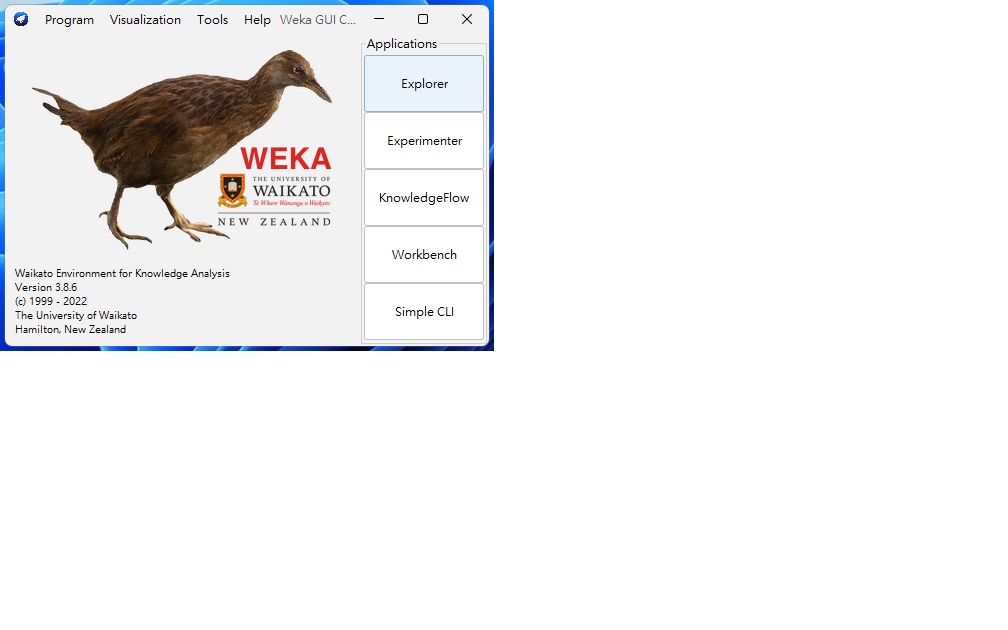 Program Visualization Tools Help Weka GUI C...
Applications
Explorer
Experimenter
KnowledgeFlow
Workbench
Simple CLI
WEKA
THE UNIVERSITY OF
WAIKATO
Te Whare Wānanga o Waikato
NEW ZEALAND
Waikato Environment for Knowledge Analysis
Version 3.8.6
(c) 1999 - 2022
The University of Waikato
Hamilton, New Zealand